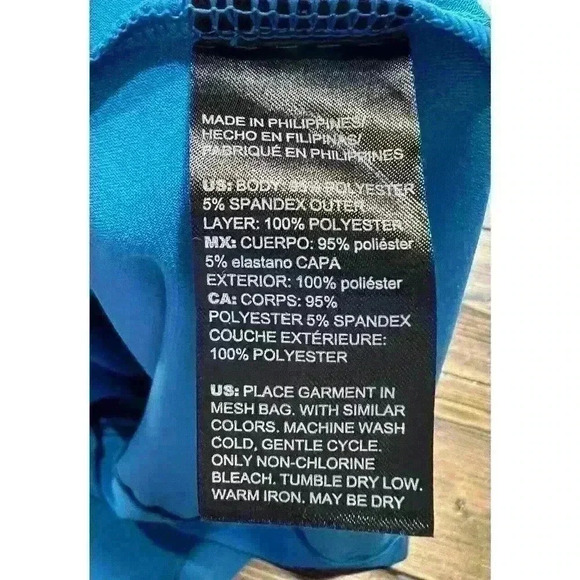 MADE IN PHILIPPINES/
HECHO EN FILIPINAS/
FABRIQUÉ EN PHILIPPINES
US: BODY: 95% POLYESTER
5% SPANDEX OUTER
LAYER: 100% POLYESTER
MX: CUERPO: 95% poliéster
5% elastano CAPA
EXTERIOR: 100% poliéster
CA: CORPS: 95%
POLYESTER 5% SPANDEX
COUCHE EXTÉRIEURE:
100% POLYESTER
US: PLACE GARMENT IN
MESH BAG. WITH SIMILAR
COLORS. MACHINE WASH
COLD, GENTLE CYCLE.
ONLY NON-CHLORINE
BLEACH. TUMBLE DRY LOW.
WARM IRON. MAY BE DRY